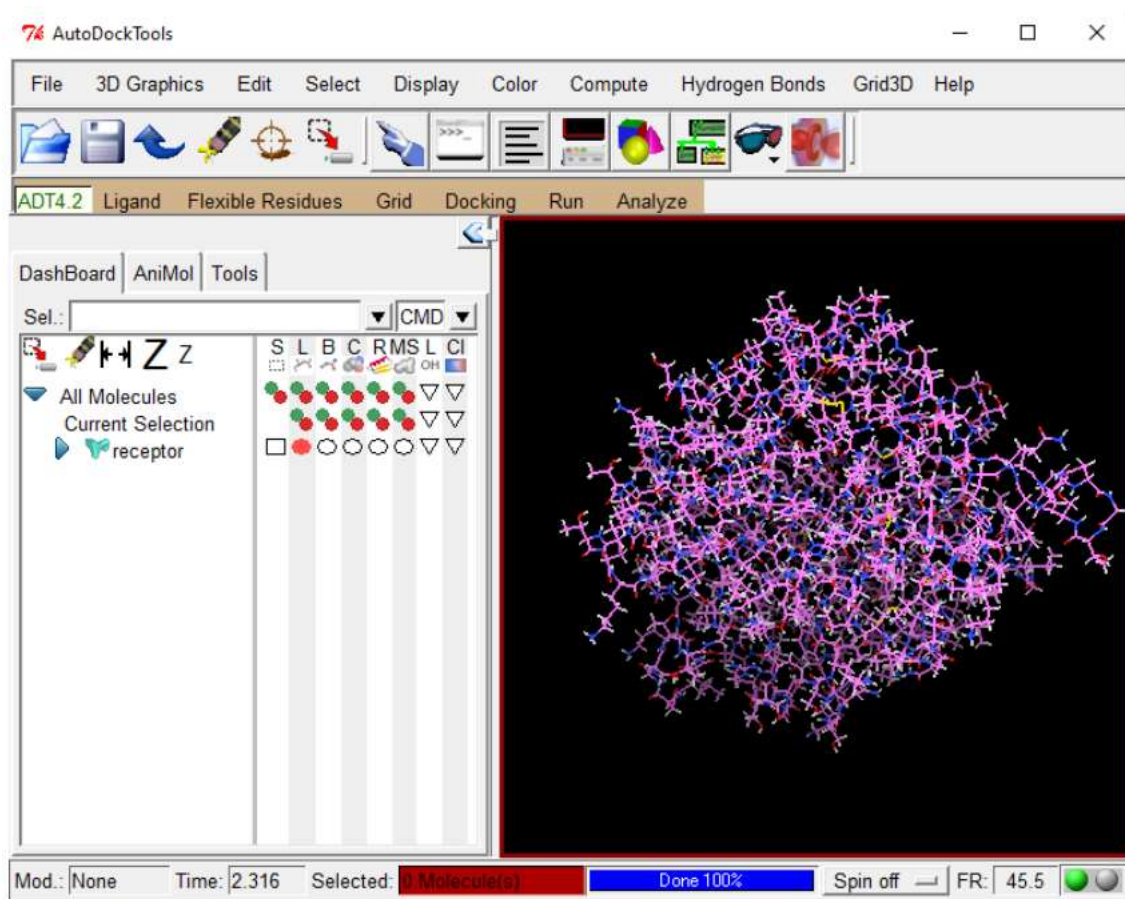 AutoDockTools
File 3D Graphics Edit Select Display Color Compute Hydrogen Bonds Grid3D Help
>>>_
ADT4.2 Ligand Flexible Residues Grid Docking Run Analyze
DashBoard AniMol Tools
Sel.: CMD
Z Z S L B C R MS L Cl
OH
All Molecules
Current Selection
receptor
Mod.: None Time: 2.316 Selected: 0 Molecule(s) Done 100% Spin off FR: 45.5